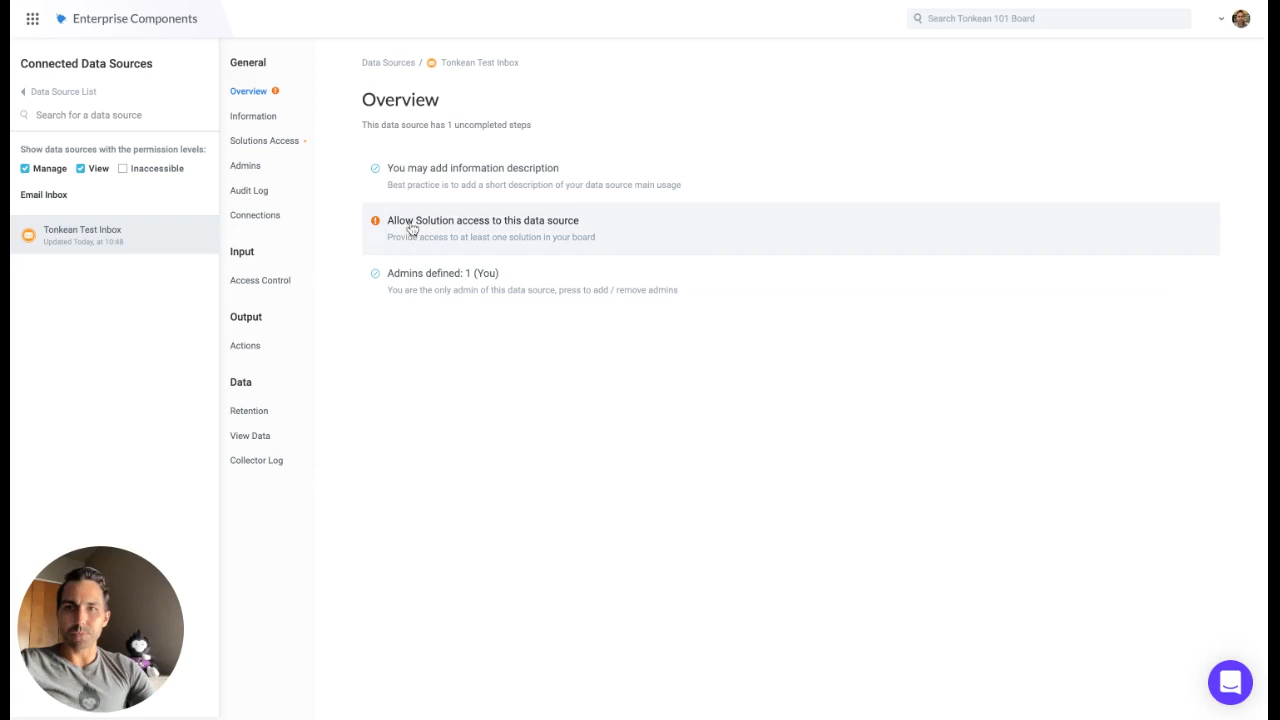 Enterprise Components
Search Tonkean 101 Board
Connected Data Sources
Data Source List
Search for a data source
Show data sources with the permission levels:
Manage View Inaccessible
Email Inbox
Tonkean Test Inbox
Updated Today, at 10:48
General
Overview
Information
Solutions Access
Admins
Audit Log
Connections
Input
Access Control
Output
Actions
Data
Retention
View Data
Collector Log
Data Sources / Tonkean Test Inbox
Overview
This data source has 1 uncompleted steps
You may add information description
Best practice is to add a short description of your data source main usage
Allow Solution access to this data source
Provide access to at least one solution in your board
Admins defined: 1 (You)
You are the only admin of this data source, press to add / remove admins